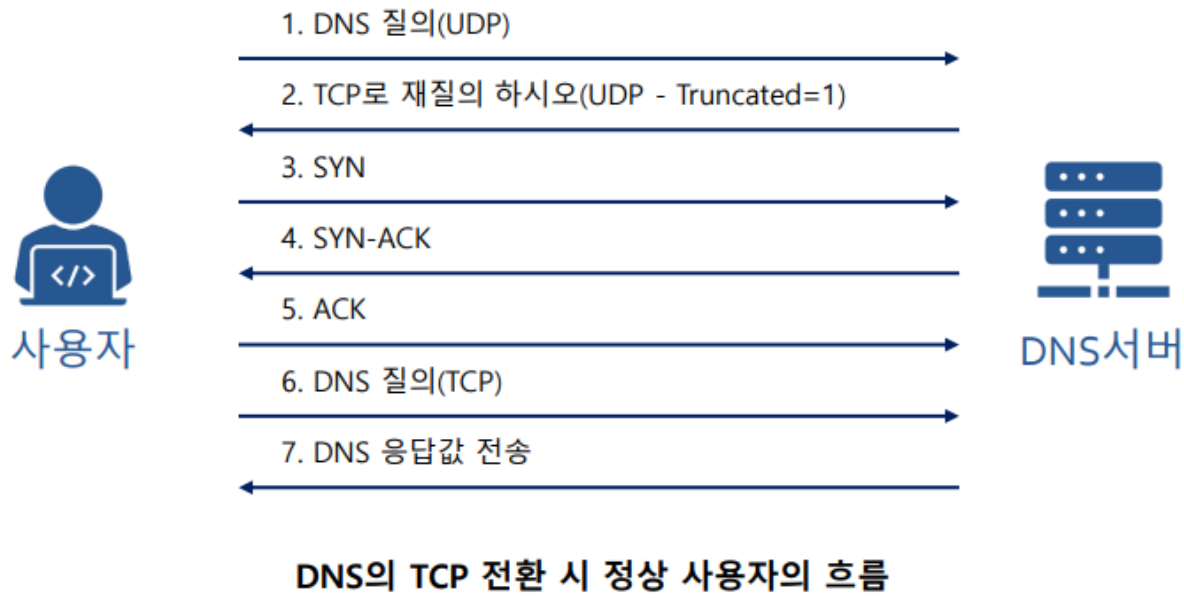 1. DNS 질의(UDP)
2. TCP로 재질의 하시오(UDP - Truncated=1)
3. SYN
4. SYN-ACK
5. ACK
6. DNS 질의(TCP)
7. DNS 응답값 전송
</>
사용자
DNS서버
DNS의 TCP 전환 시 정상 사용자의 흐름